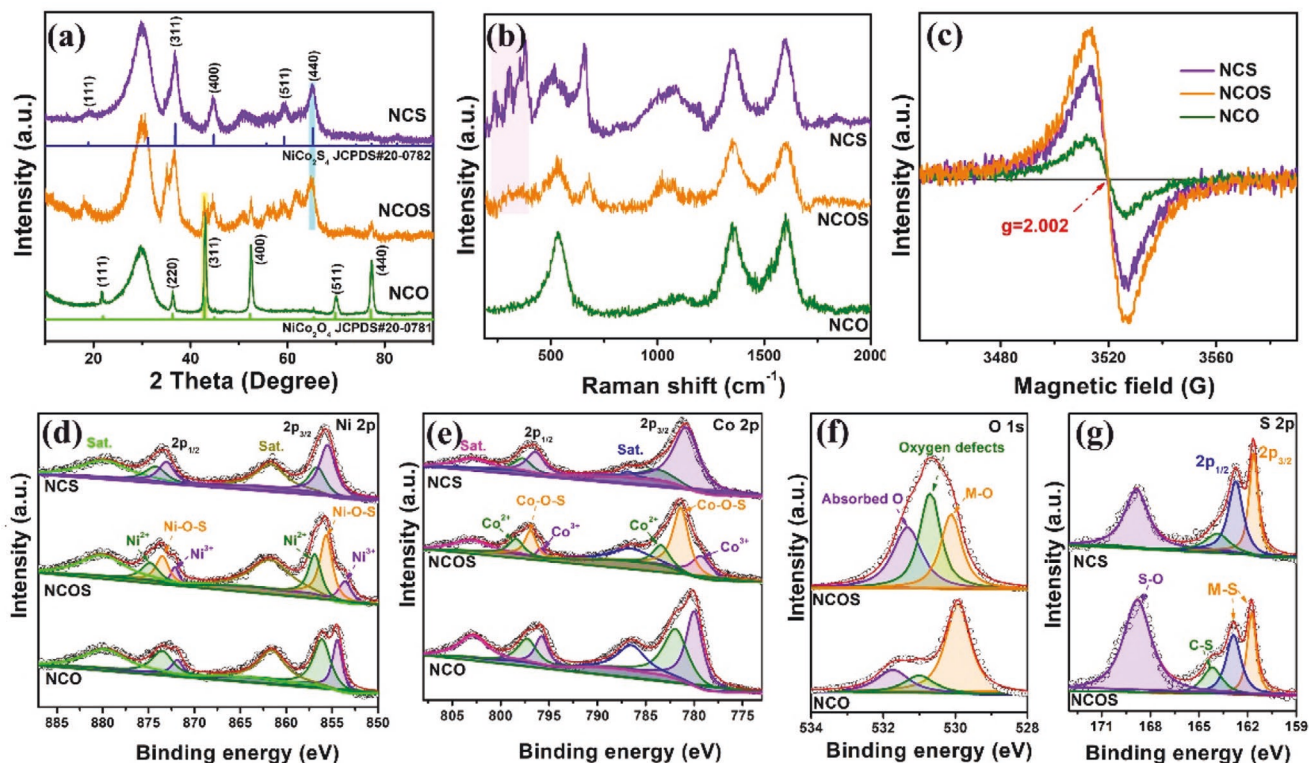 (a)
Intensity (a.u.)
(111)
(311)
(400)
(511)
(440)
NCS
NiCo2S4 JCPDS#20-0782
NCOS
(111)
(220)
(311)
(400)
(511)
(440)
NCO
NiCo2O4 JCPDS#20-0781
20 40 60 80
2 Theta (Degree)
(b)
Intensity (a.u.)
NCS
NCOS
NCO
500 1000 1500 2000
Raman shift (cm-1)
(c)
Intensity (a.u.)
NCS
NCOS
NCO
g=2.002
3480 3520 3560
Magnetic field (G)
(d)
Intensity (a.u.)
Ni 2p
Sat. 2p1/2 Sat. 2p3/2
NCS
Ni2+ Ni-O-S Ni3+ Ni2+ Ni-O-S Ni3+
NCOS
NCO
885 880 875 870 865 860 855 850
Binding energy (eV)
(e)
Intensity (a.u.)
Co 2p
Sat. 2p1/2 Sat. 2p3/2
NCS
Co2+ Co-O-S Co3+ Co2+ Co-O-S Co3+
NCOS
NCO
805 795 785 775
Binding energy (eV)
(f)
Intensity (a.u.)
O 1s
Oxygen defects
Absorbed O
M-O
NCOS
NCO
534 532 530 528
Binding energy (eV)
(g)
Intensity (a.u.)
S 2p
2p1/2
2p3/2
NCS
S-O
M-S
C-S
NCOS
171 168 165 162 159
Binding energy (eV)